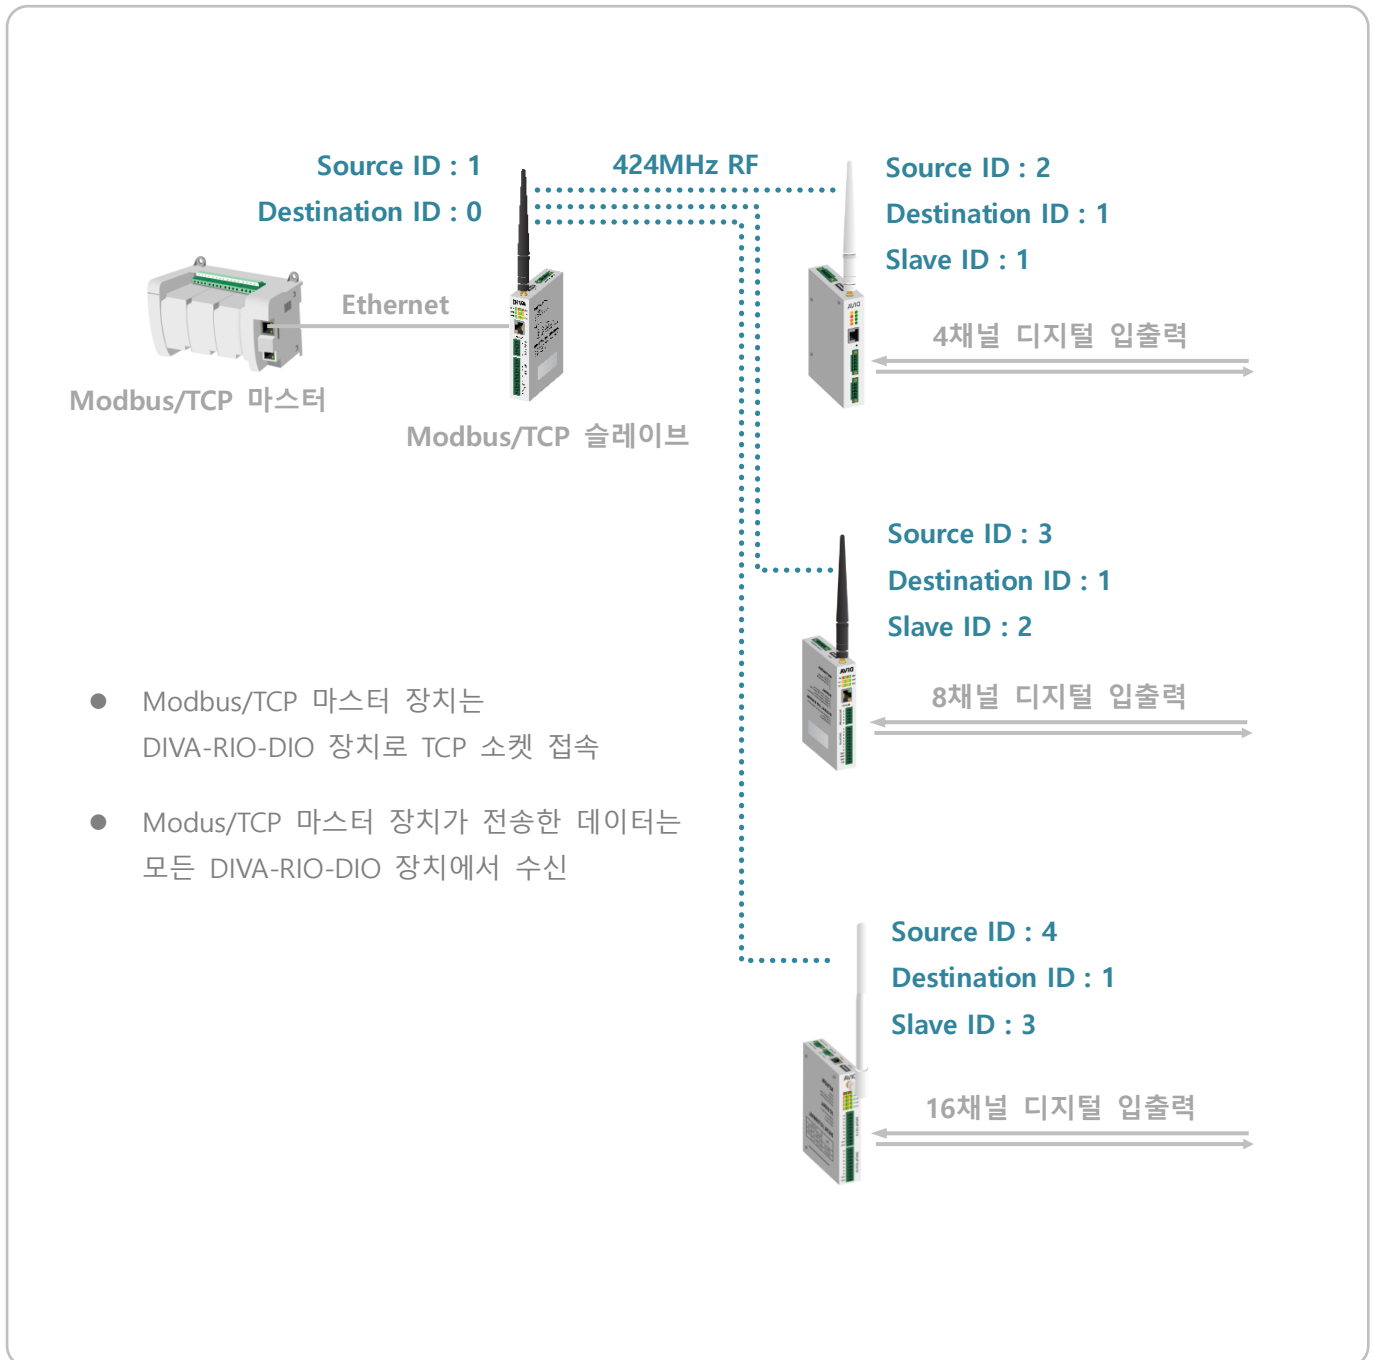 Source ID : 1
Destination ID : 0
424MHz RF
Source ID : 2
Destination ID : 1
Slave ID : 1
Ethernet
DIVA
AVIO
4채널 디지털 입출력
Modbus/TCP 마스터
Modbus/TCP 슬레이브
Source ID : 3
Destination ID : 1
Slave ID : 2
8채널 디지털 입출력
● Modbus/TCP 마스터 장치는
DIVA-RIO-DIO 장치로 TCP 소켓 접속
● Modus/TCP 마스터 장치가 전송한 데이터는
모든 DIVA-RIO-DIO 장치에서 수신
Source ID : 4
Destination ID : 1
Slave ID : 3
16채널 디지털 입출력